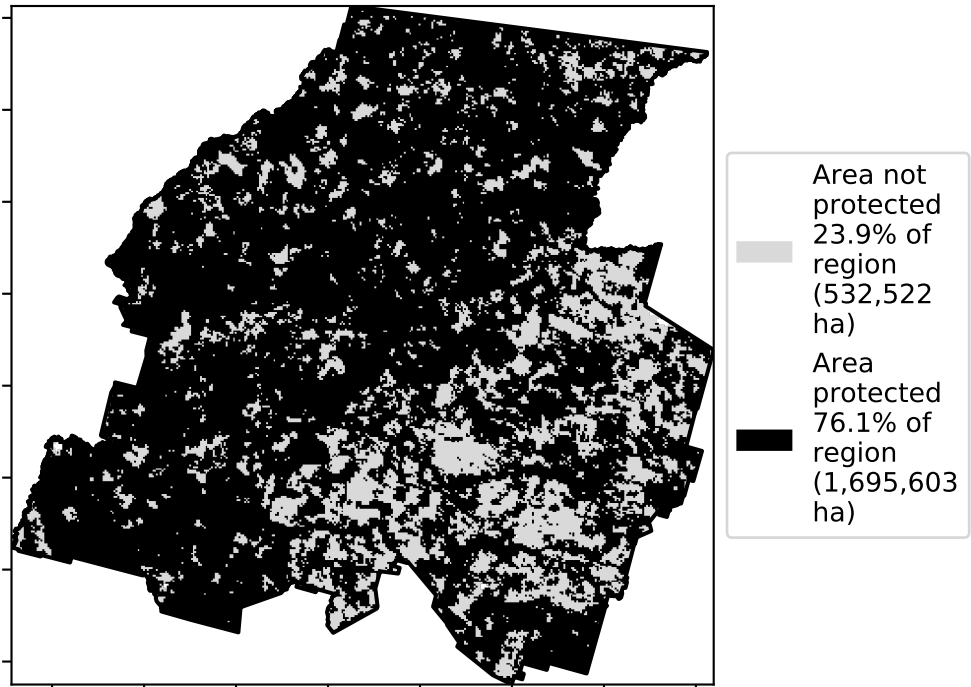 Area not
protected
23.9% of
region
(532,522
ha)
Area
protected
76.1% of
region
(1,695,603
ha)